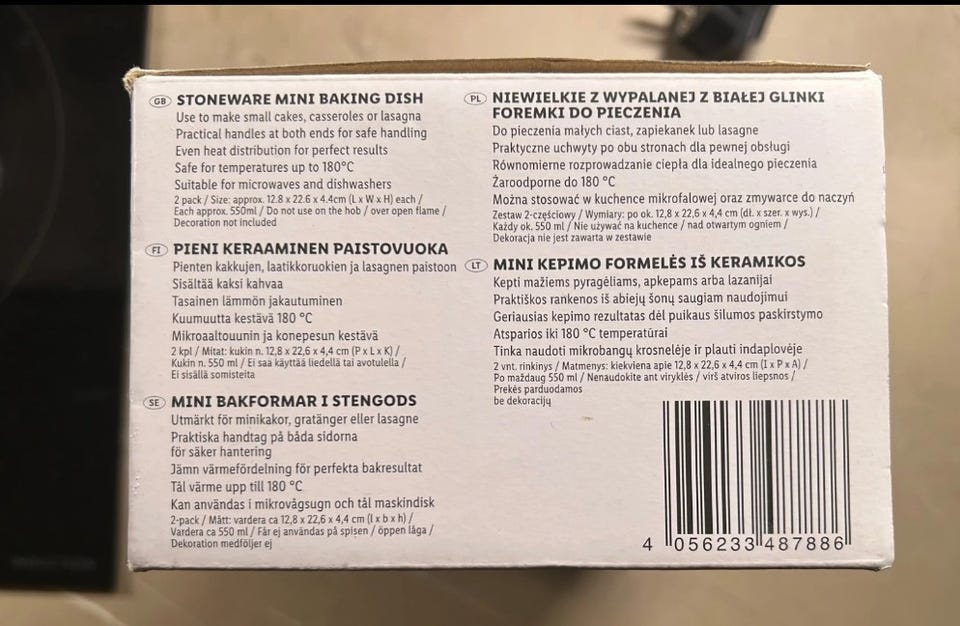 GB STONEWARE MINI BAKING DISH
Use to make small cakes, casseroles or lasagna
Practical handles at both ends for safe handling
Even heat distribution for perfect results
Safe for temperatures up to 180°C
Suitable for microwaves and dishwashers
2 pack / Size: approx. 12.8 x 22.6 x 4.4cm (L x W x H) each /
Each approx. 550ml / Do not use on the hob / over open flame /
Decoration not included
FI PIENI KERAAMINEN PAISTOVUOKA
Pienten kakkujen, laatikkoruokien ja lasagnen paistoon
Sisältää kaksi kahvaa
Tasainen lämmön jakautuminen
Kuumuutta kestävä 180 °C
Mikroaaltouunin ja konepesun kestävä
2 kpl / Mitat: kukin n. 12,8 x 22,6 x 4,4 cm (P x L x K) /
Kukin n. 550 ml / Ei saa käyttää liedellä tai avotulella /
Ei sisällä somisteita
SE MINI BAKFORMAR I STENGODS
Utmärkt för minikakor, gratänger eller lasagne
Praktiska handtag på båda sidorna
för säker hantering
Jämn värmefördelning för perfekta bakresultat
Tål värme upp till 180 °C
Kan användas i mikrovågsugn och tål maskindisk
2-pack / Mått: vardera ca 12,8 x 22,6 x 4,4 cm (l x b x h) /
Vardera ca 550 ml / Får ej användas på spisen / öppen låga /
Dekoration medföljer ej
PL NIEWIELKIE Z WYPALANEJ Z BIAŁEJ GLINKI
FOREMKI DO PIECZENIA
Do pieczenia małych ciast, zapiekanek lub lasagne
Praktyczne uchwyty po obu stronach dla pewnej obsługi
Równomierne rozprowadzanie ciepła dla idealnego pieczenia
Żaroodporne do 180 °C
Można stosować w kuchence mikrofalowej oraz zmywarce do naczyń
Zestaw 2-częściowy / Wymiary: po ok. 12,8 x 22,6 x 4,4 cm (dł. x szer. x wys.) /
Każdy ok. 550 ml / Nie używać na kuchence / nad otwartym ogniem /
Dekoracja nie jest zawarta w zestawie
LT MINI KEPIMO FORMELĖS IŠ KERAMIKOS
Kepti mažiems pyragėliams, apkepams arba lazanijai
Praktiškos rankenos iš abiejų šonų saugiam naudojimui
Geriausias kepimo rezultatas dėl puikaus šilumos paskirstymo
Atsparios iki 180 °C temperatūrai
Tinka naudoti mikrobangų krosnelėje ir plauti indaplovėje
2 vnt. rinkinys / Matmenys: kiekviena apie 12,8 x 22,6 x 4,4 cm (I x P x A) /
Po maždaug 550 ml / Nenaudokite ant viryklės / virš atviros liepsnos /
Prekės parduodamos
be dekoracijų
4 056233 487886